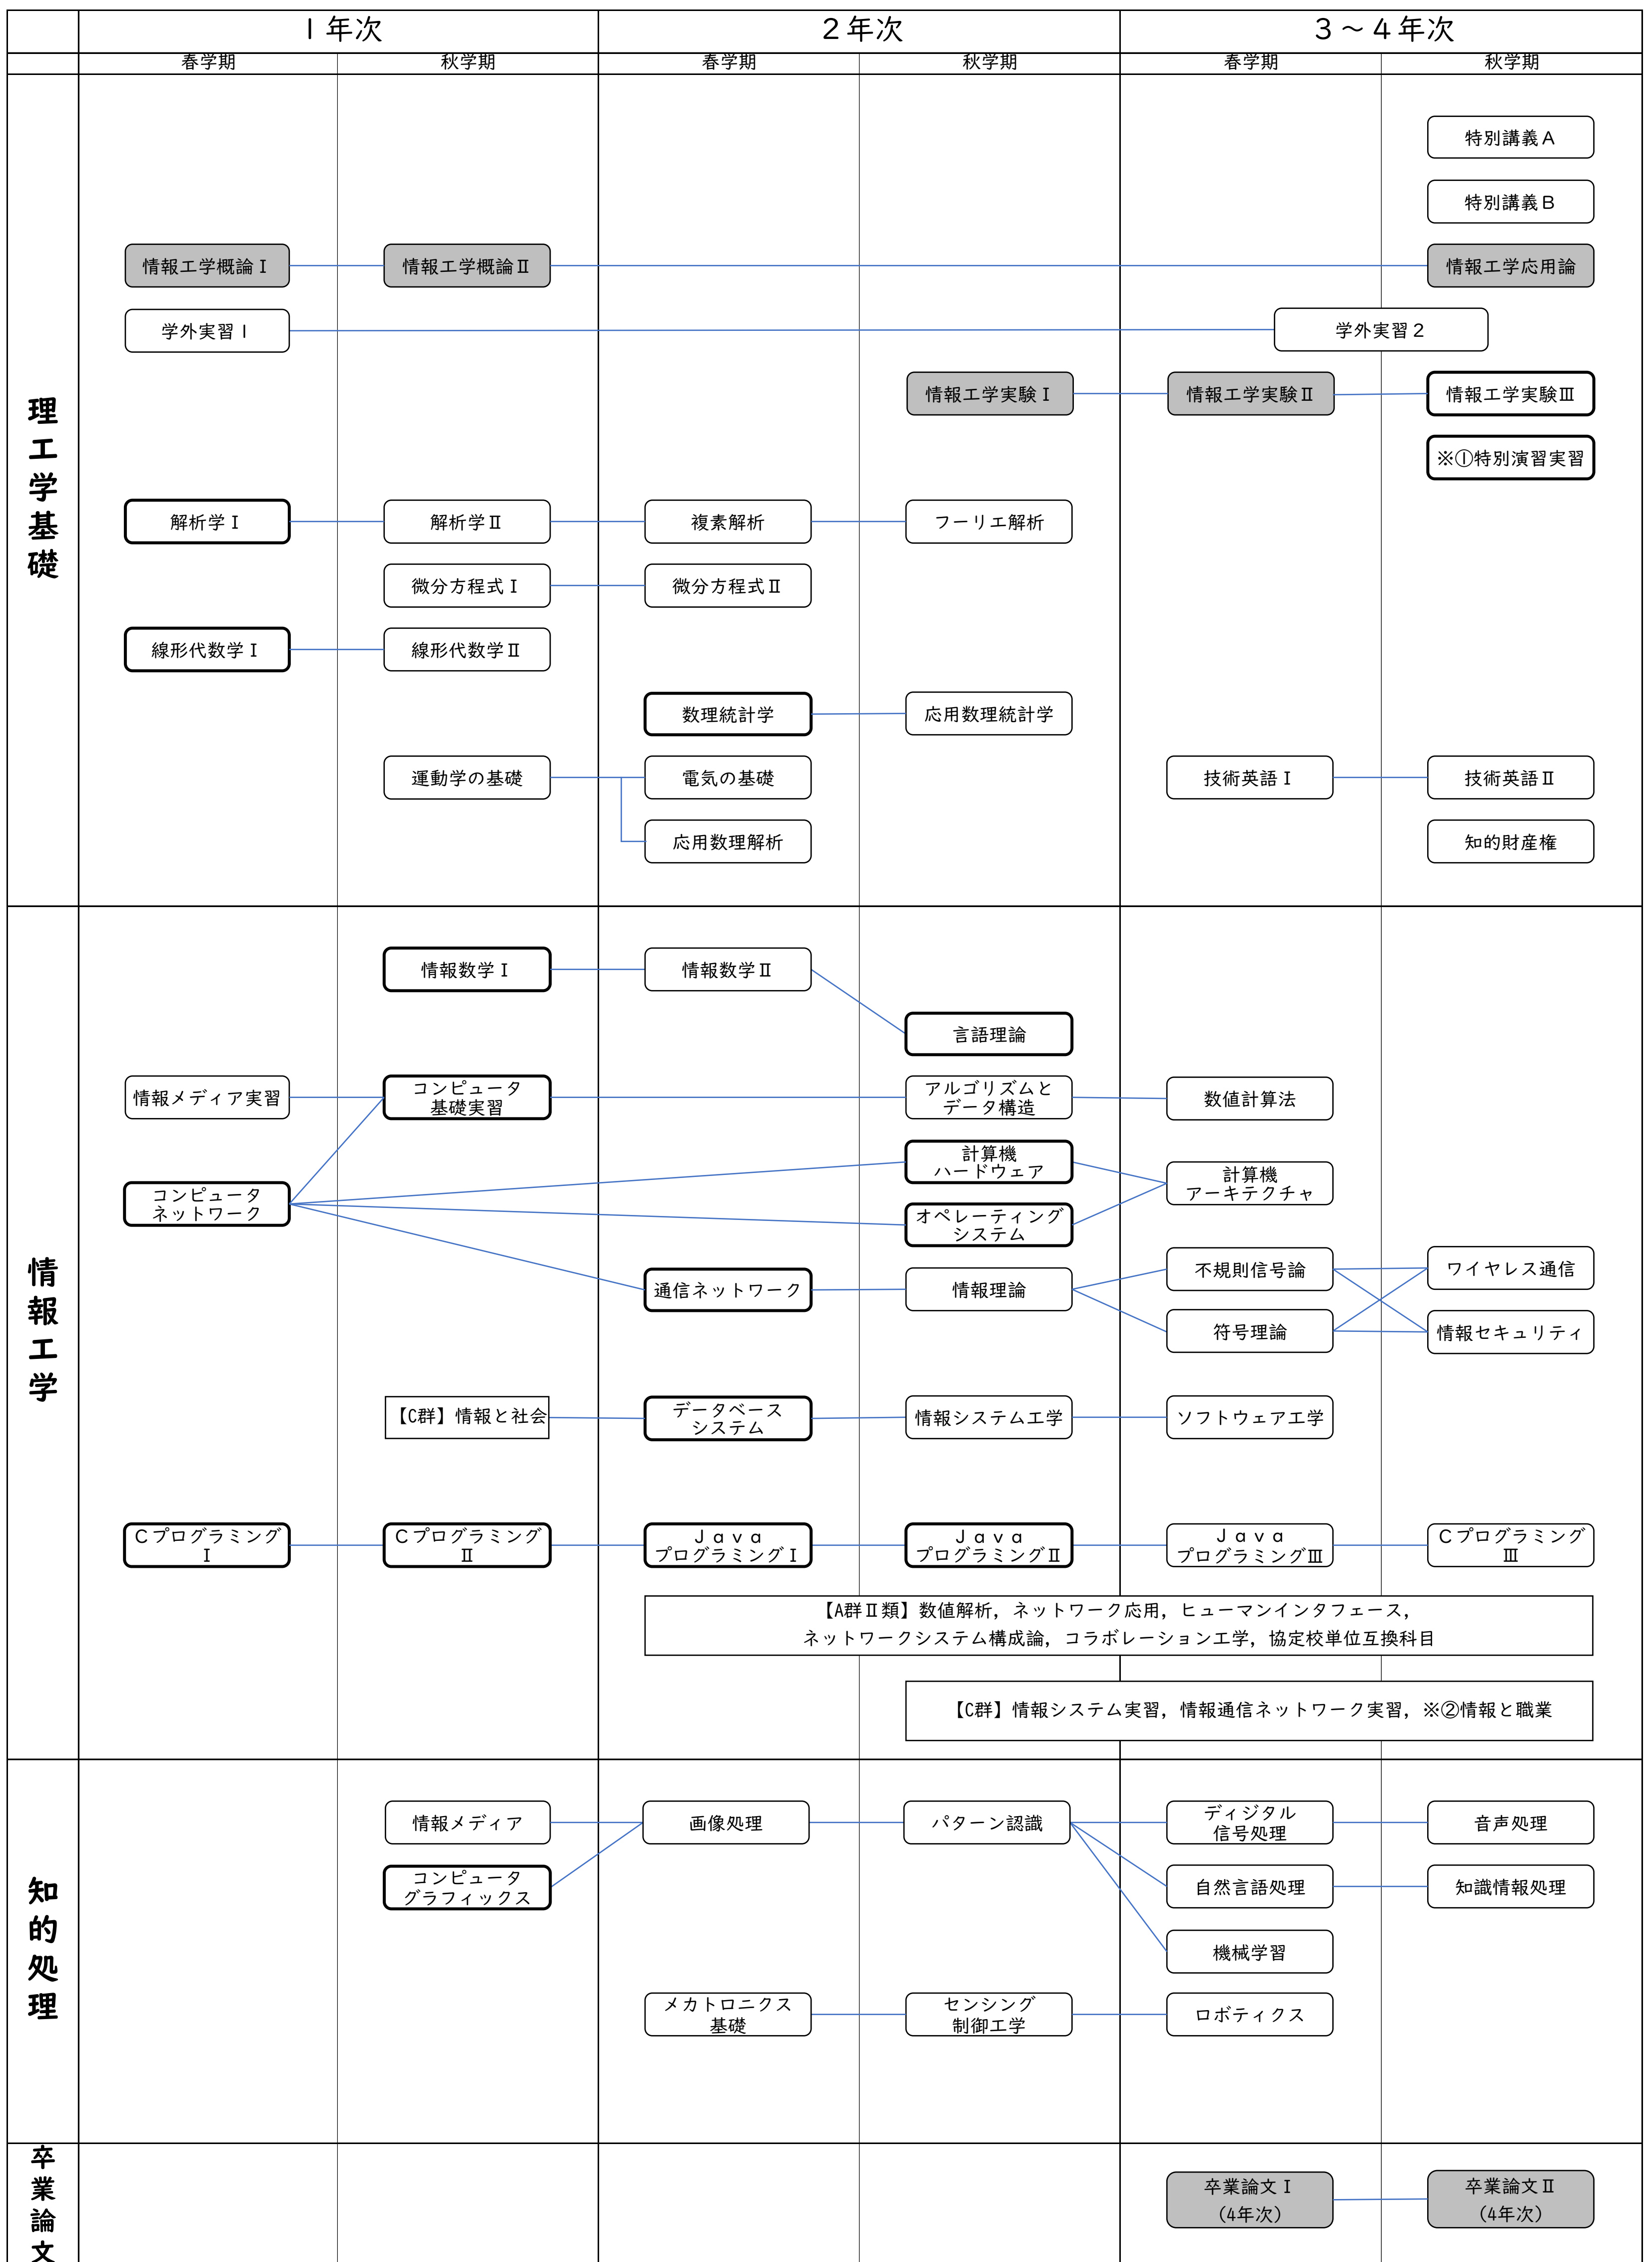 １年次
２年次
３～４年次
春学期
秋学期
春学期
秋学期
春学期
秋学期
理工学基礎
特別講義Ａ
特別講義Ｂ
情報工学概論Ⅰ
情報工学概論Ⅱ
情報工学応用論
学外実習１
学外実習２
情報工学実験Ⅰ
情報工学実験Ⅱ
情報工学実験Ⅲ
※①特別演習実習
解析学Ⅰ
解析学Ⅱ
複素解析
フーリエ解析
微分方程式Ⅰ
微分方程式Ⅱ
線形代数学Ⅰ
線形代数学Ⅱ
数理統計学
応用数理統計学
運動学の基礎
電気の基礎
技術英語Ⅰ
技術英語Ⅱ
応用数理解析
知的財産権
情報工学
情報数学Ⅰ
情報数学Ⅱ
言語理論
情報メディア実習
コンピュータ
基礎実習
アルゴリズムと
データ構造
数値計算法
計算機
ハードウェア
計算機
アーキテクチャ
コンピュータ
ネットワーク
オペレーティング
システム
通信ネットワーク
情報理論
不規則信号論
ワイヤレス通信
符号理論
情報セキュリティ
【C群】情報と社会
データベース
システム
情報システム工学
ソフトウェア工学
Ｃプログラミング
Ⅰ
Ｃプログラミング
Ⅱ
Ｊａｖａ
プログラミングⅠ
Ｊａｖａ
プログラミングⅡ
Ｊａｖａ
プログラミングⅢ
Ｃプログラミング
Ⅲ
【A群Ⅱ類】数値解析，ネットワーク応用，ヒューマンインタフェース，
ネットワークシステム構成論，コラボレーション工学，協定校単位互換科目
【C群】情報システム実習，情報通信ネットワーク実習，※②情報と職業
知的処理
情報メディア
画像処理
パターン認識
ディジタル
信号処理
音声処理
コンピュータ
グラフィックス
自然言語処理
知識情報処理
機械学習
メカトロニクス
基礎
センシング
制御工学
ロボティクス
卒業論文
卒業論文Ⅰ
（4年次）
卒業論文Ⅱ
（4年次）